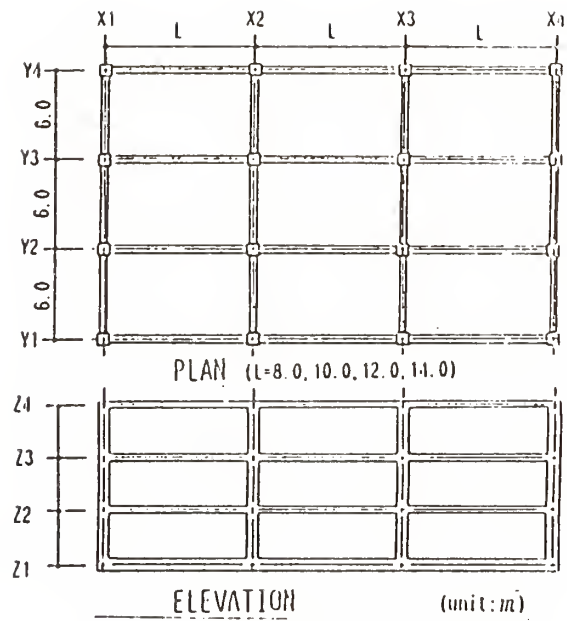 X1 X2 X3 X4
L L L
Y4
6.0
Y3
6.0
Y2
6.0
Y1
PLAN (L=8.0, 10.0, 12.0, 14.0)
Z4
Z3
Z2
Z1
ELEVATION (unit:m)